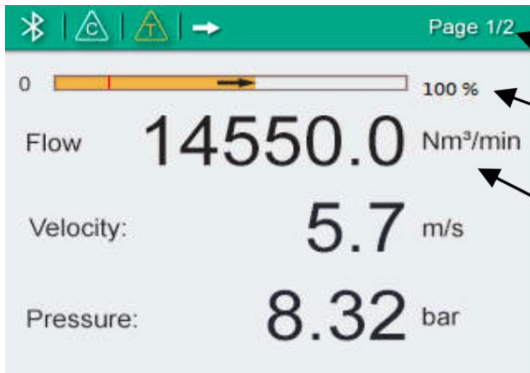 C T Page 1/2
0 100 %
Flow 14550.0 Nm³/min
Velocity: 5.7 m/s
Pressure: 8.32 bar